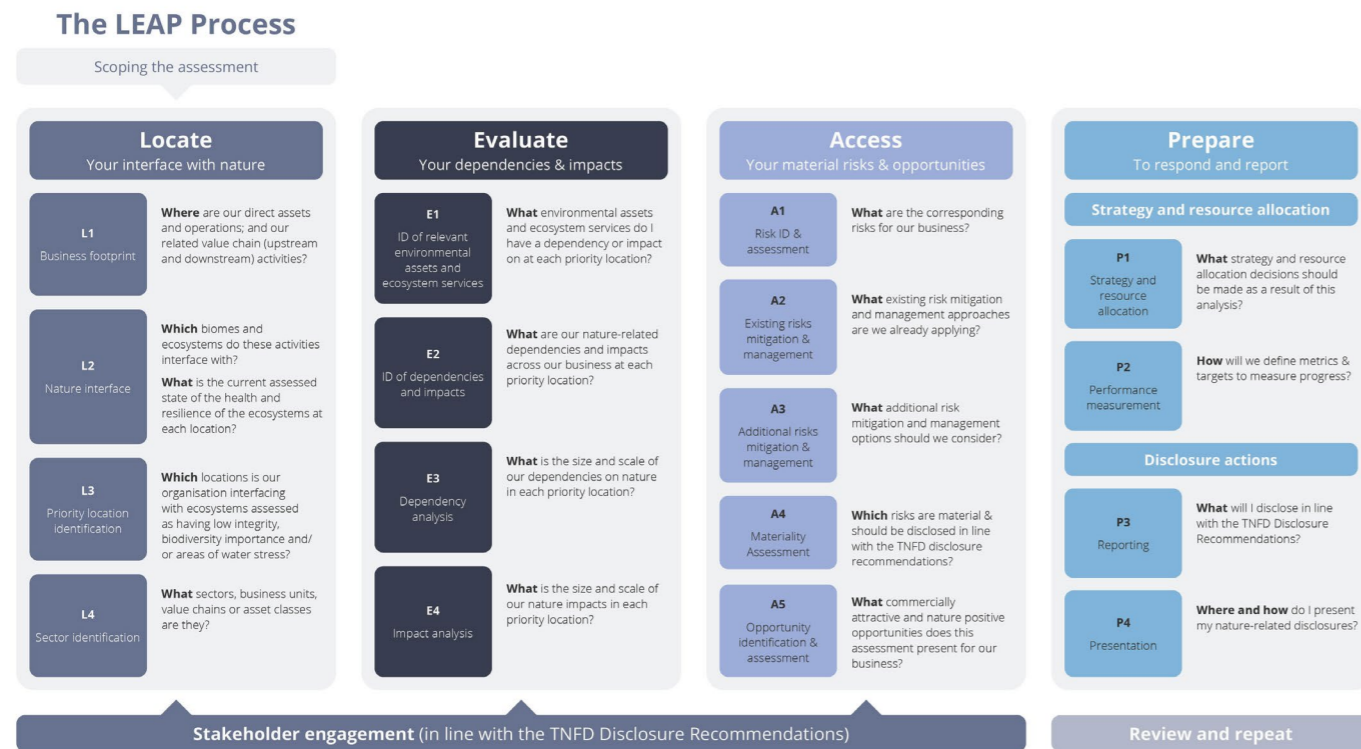 The LEAP Process
Scoping the assessment
Locate
Your interface with nature
L1
Business footprint
Where are our direct assets
and operations; and our
related value chain (upstream
and downstream) activities?
L2
Nature interface
Which biomes and
ecosystems do these activities
interface with?
What is the current assessed
state of the health and
resilience of the ecosystems at
each location?
L3
Priority location
identification
Which locations is our
organisation interfacing
with ecosystems assessed
as having low integrity,
biodiversity importance and/
or areas of water stress?
L4
Sector identification
What sectors, business units,
value chains or asset classes
are they?
Evaluate
Your dependencies & impacts
E1
ID of relevant
environmental
assets and
ecosystem services
What environmental assets
and ecosystem services do I
have a dependency or impact
on at each priority location?
E2
ID of dependencies
and impacts
What are our nature-related
dependencies and impacts
across our business at each
priority location?
E3
Dependency
analysis
What is the size and scale of
our dependencies on nature
in each priority location?
E4
Impact analysis
What is the size and scale of
our nature impacts in each
priority location?
Access
Your material risks & opportunities
A1
Risk ID &
assessment
What are the corresponding
risks for our business?
A2
Existing risks
mitigation &
management
What existing risk mitigation
and management approaches
are we already applying?
A3
Additional risks
mitigation &
management
What additional risk
mitigation and management
options should we consider?
A4
Materiality
Assessment
Which risks are material &
should be disclosed in line
with the TNFD disclosure
recommendations?
A5
Opportunity
identification &
assessment
What commercially
attractive and nature positive
opportunities does this
assessment present for our
business?
Prepare
To respond and report
Strategy and resource allocation
P1
Strategy and
resource
allocation
What strategy and resource
allocation decisions should
be made as a result of this
analysis?
P2
Performance
measurement
How will we define metrics &
targets to measure progress?
Disclosure actions
P3
Reporting
What will I disclose in line
with the TNFD Disclosure
Recommendations?
P4
Presentation
Where and how do I present
my nature-related disclosures?
Stakeholder engagement (in line with the TNFD Disclosure Recommendations)
Review and repeat